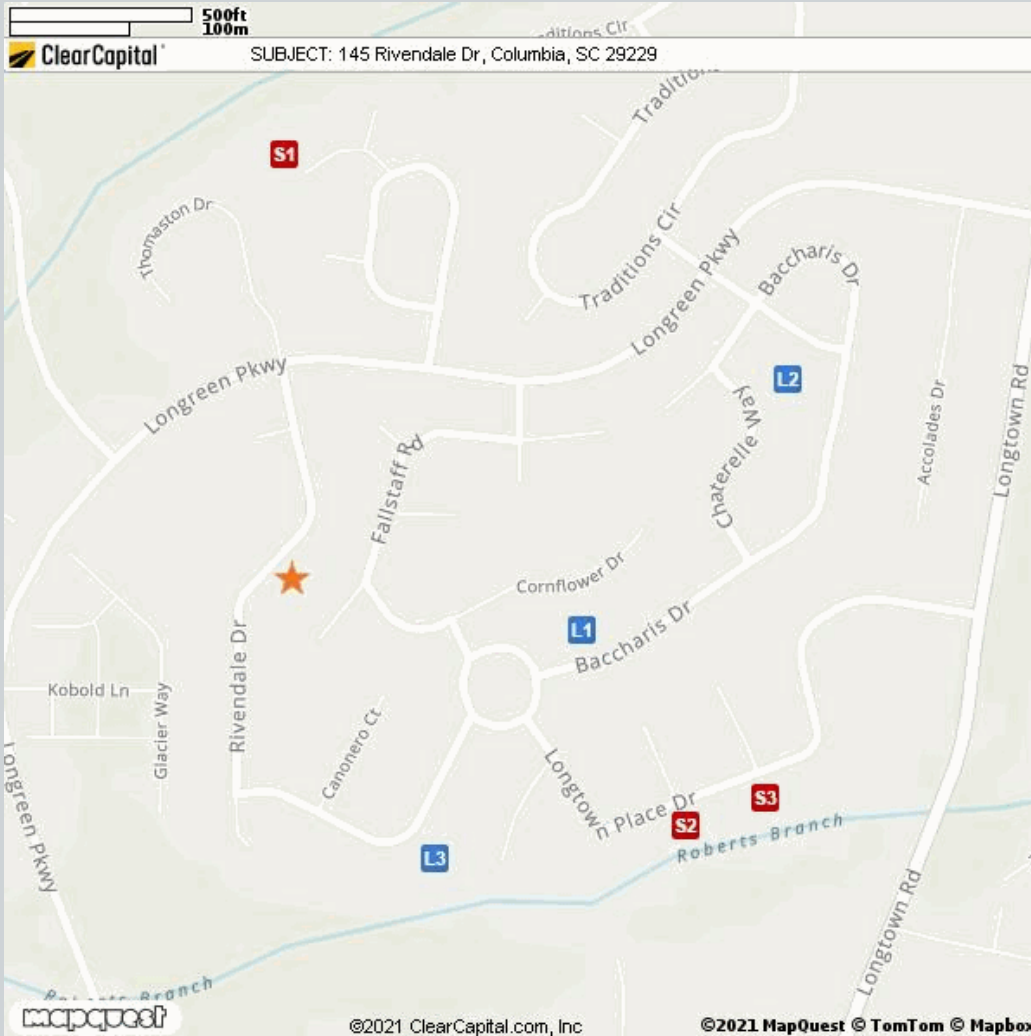 500ft
100m
ditions Cir
ClearCapital
SUBJECT: 145 Rivendale Dr, Columbia, SC 29229
Tradition
S1
Thomaston Dr
Traditions Cir
Longreen Pkwy
Baccharis Dr
Longreen Pkwy
L2
Chaterelle Way
Accolades Dr
Longtown Rd
Fallstaff Rd
Cornflower Dr
L1
Baccharis Dr
Kobold Ln
Glacier Way
Rivendale Dr
Canonero Ct
Longtown Place Dr
S3
S2
Roberts Branch
L3
Longreen Pkwy
Longtown Rd
Roberts Branch
mapquest
©2021 ClearCapital.com, Inc
©2021 MapQuest © TomTom © Mapbox